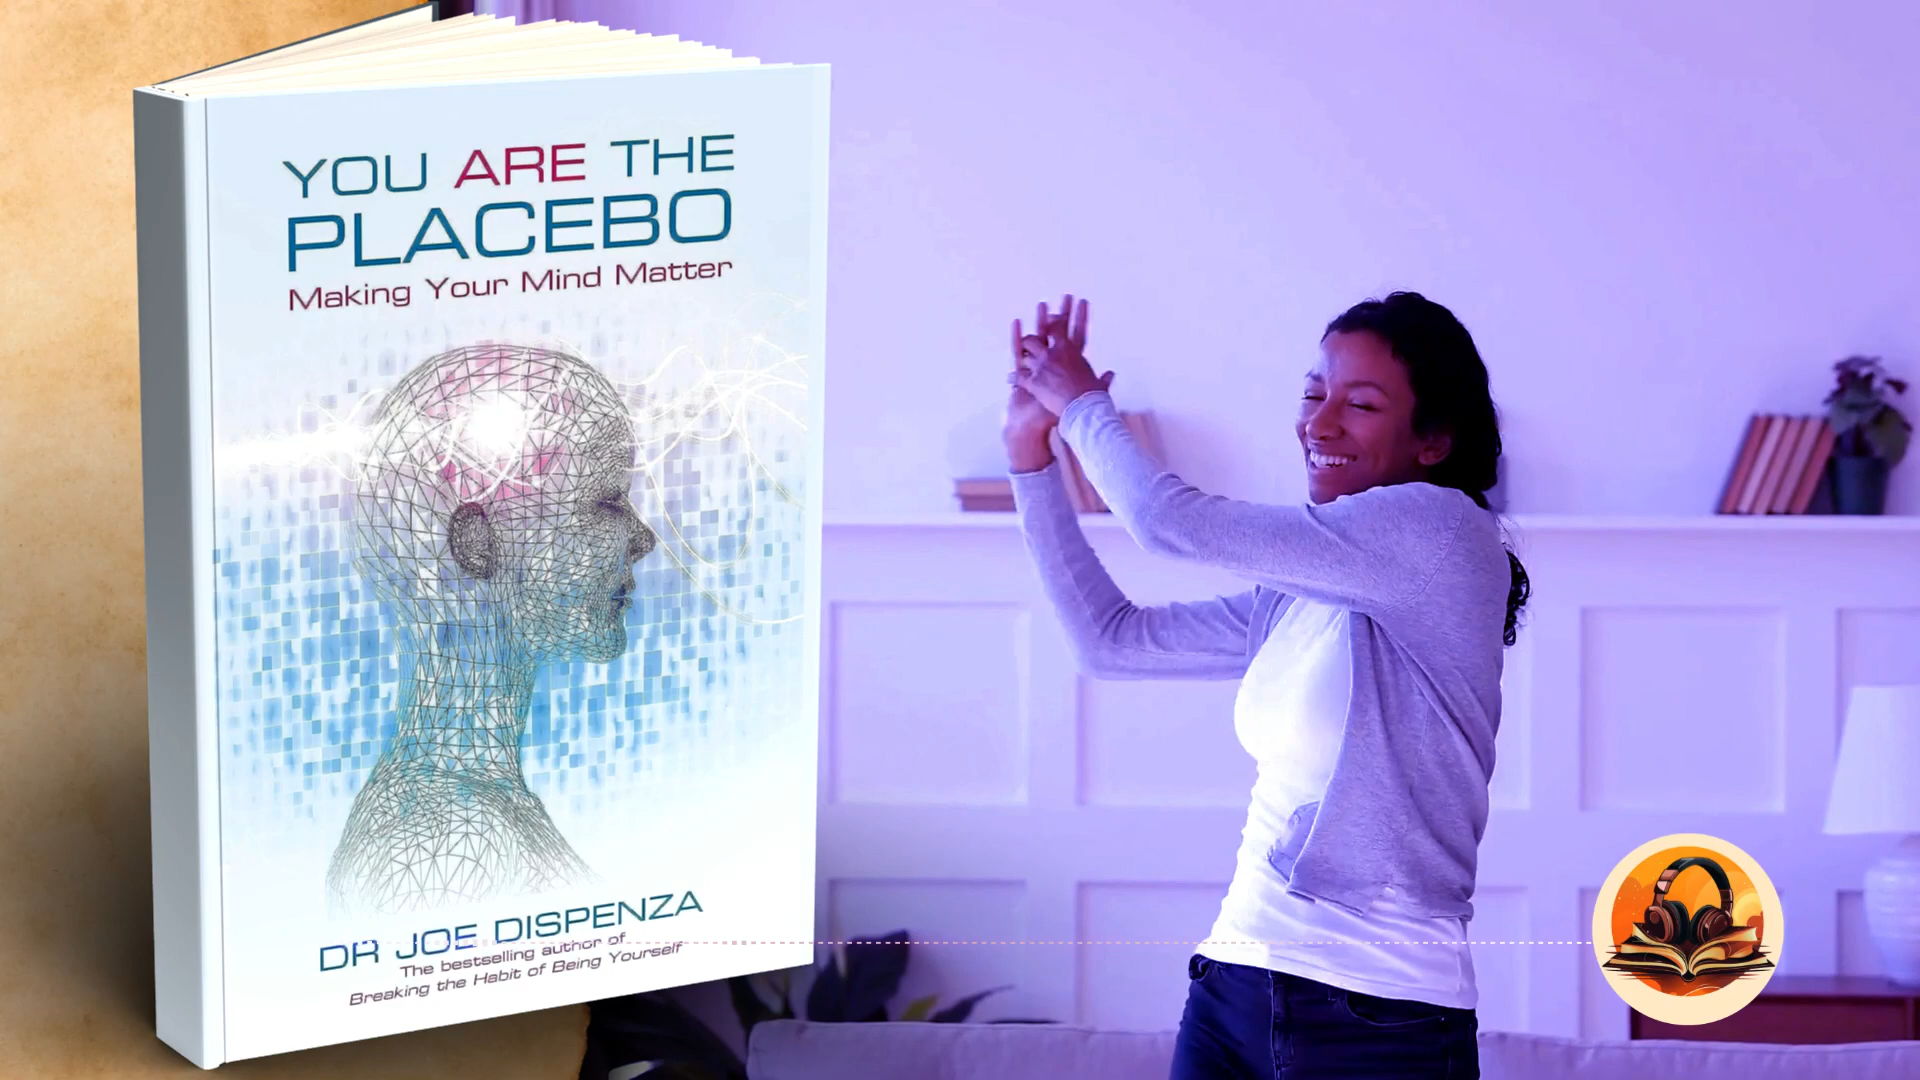 YOU ARE THE
PLACEBO
Making Your Mind Matter
DR JOE DISPENZA
The bestselling author of
Breaking the Habit of Being Yourself